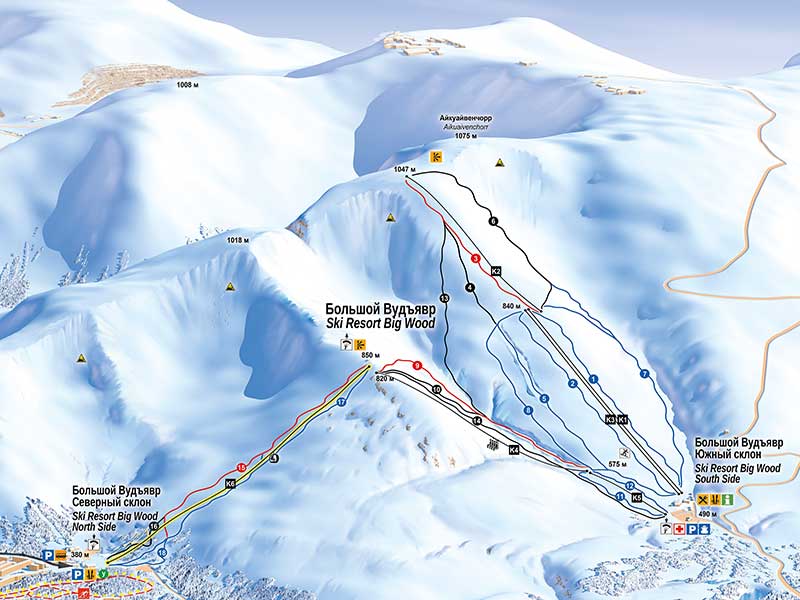 1008 м
Айкуайвенчорр
Aikuaivenchorr
1075 м
1047 м
6
1018 м
3
K2
4
13
840 м
Большой Вудъявр
Ski Resort Big Wood
850 м
820 м
9
1
7
2
5
17
10
8
K3 K1
14
K4
575 м
Большой Вудъявр
Южный склон
Ski Resort Big Wood
South Side
15
K6
12
11
K5
490 м
P
Большой Вудъявр
Северный склон
Ski Resort Big Wood
North Side
16
18
P
380 м
P